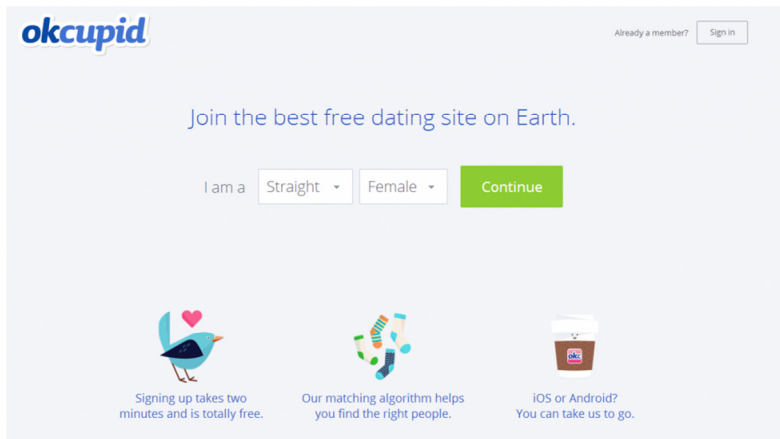 okcupid
Already a member? Sign in
Join the best free dating site on Earth.
I am a Straight Female Continue
okc
Signing up takes two
minutes and is totally free.
Our matching algorithm helps
you find the right people.
iOS or Android?
You can take us to go.